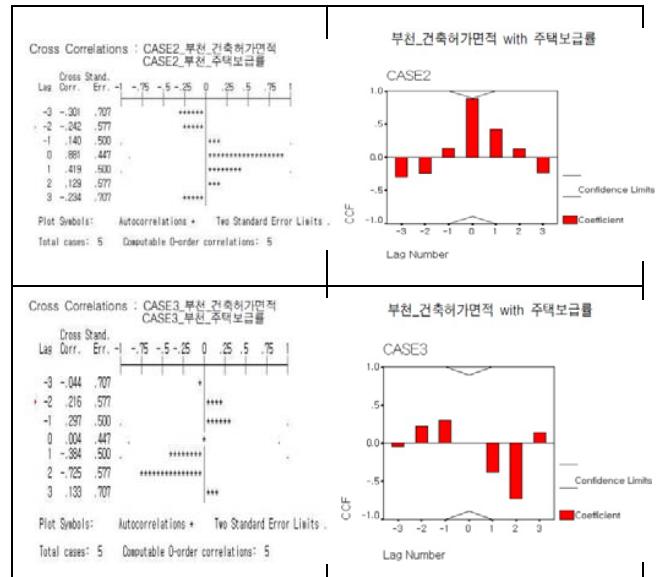 Cross Correlations : CASE2_부천_건축허가면적
CASE2_부천_주택보급률
Cross Stand.
Lag Corr. Err. -1 -.75 -.5 -.25 0 .25 .5 .75 1
-3 -.301 .707 ******
-2 -.242 .577 *****
-1 .140 .500 . *** .
0 .881 .447 . ******************
1 .419 .500 . ******** .
2 .129 .577 ***
3 -.234 .707 *****
Plot Symbols: Autocorrelations * Two Standard Error Limits .
Total cases: 5 Computable 0-order correlations: 5
부천_건축허가면적 with 주택보급률
CASE2
1.0
.5
0.0
-.5
-1.0
CCF
-3 -2 -1 0 1 2 3
Lag Number
Confidence Limits
Coefficient
Cross Correlations : CASE3_부천_건축허가면적
CASE3_부천_주택보급률
Cross Stand.
Lag Corr. Err. -1 -.75 -.5 -.25 0 .25 .5 .75 1
-3 -.044 .707 *
-2 .216 .577 ****
-1 .297 .500 . ****** .
0 .004 .447 . * .
1 -.384 .500 . ******** .
2 -.725 .577 ***************
3 .133 .707 ***
Plot Symbols: Autocorrelations * Two Standard Error Limits .
Total cases: 5 Computable 0-order correlations: 5
부천_건축허가면적 with 주택보급률
CASE3
1.0
.5
0.0
-.5
-1.0
CCF
-3 -2 -1 0 1 2 3
Lag Number
Confidence Limits
Coefficient